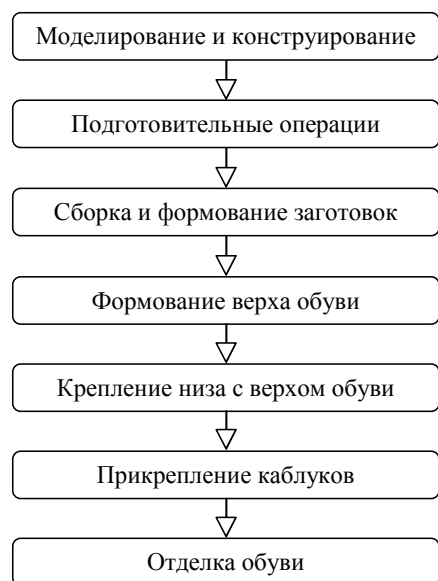 Моделирование и конструирование
Подготовительные операции
Сборка и формование заготовок
Формование верха обуви
Крепление низа с верхом обуви
Прикрепление каблуков
Отделка обуви